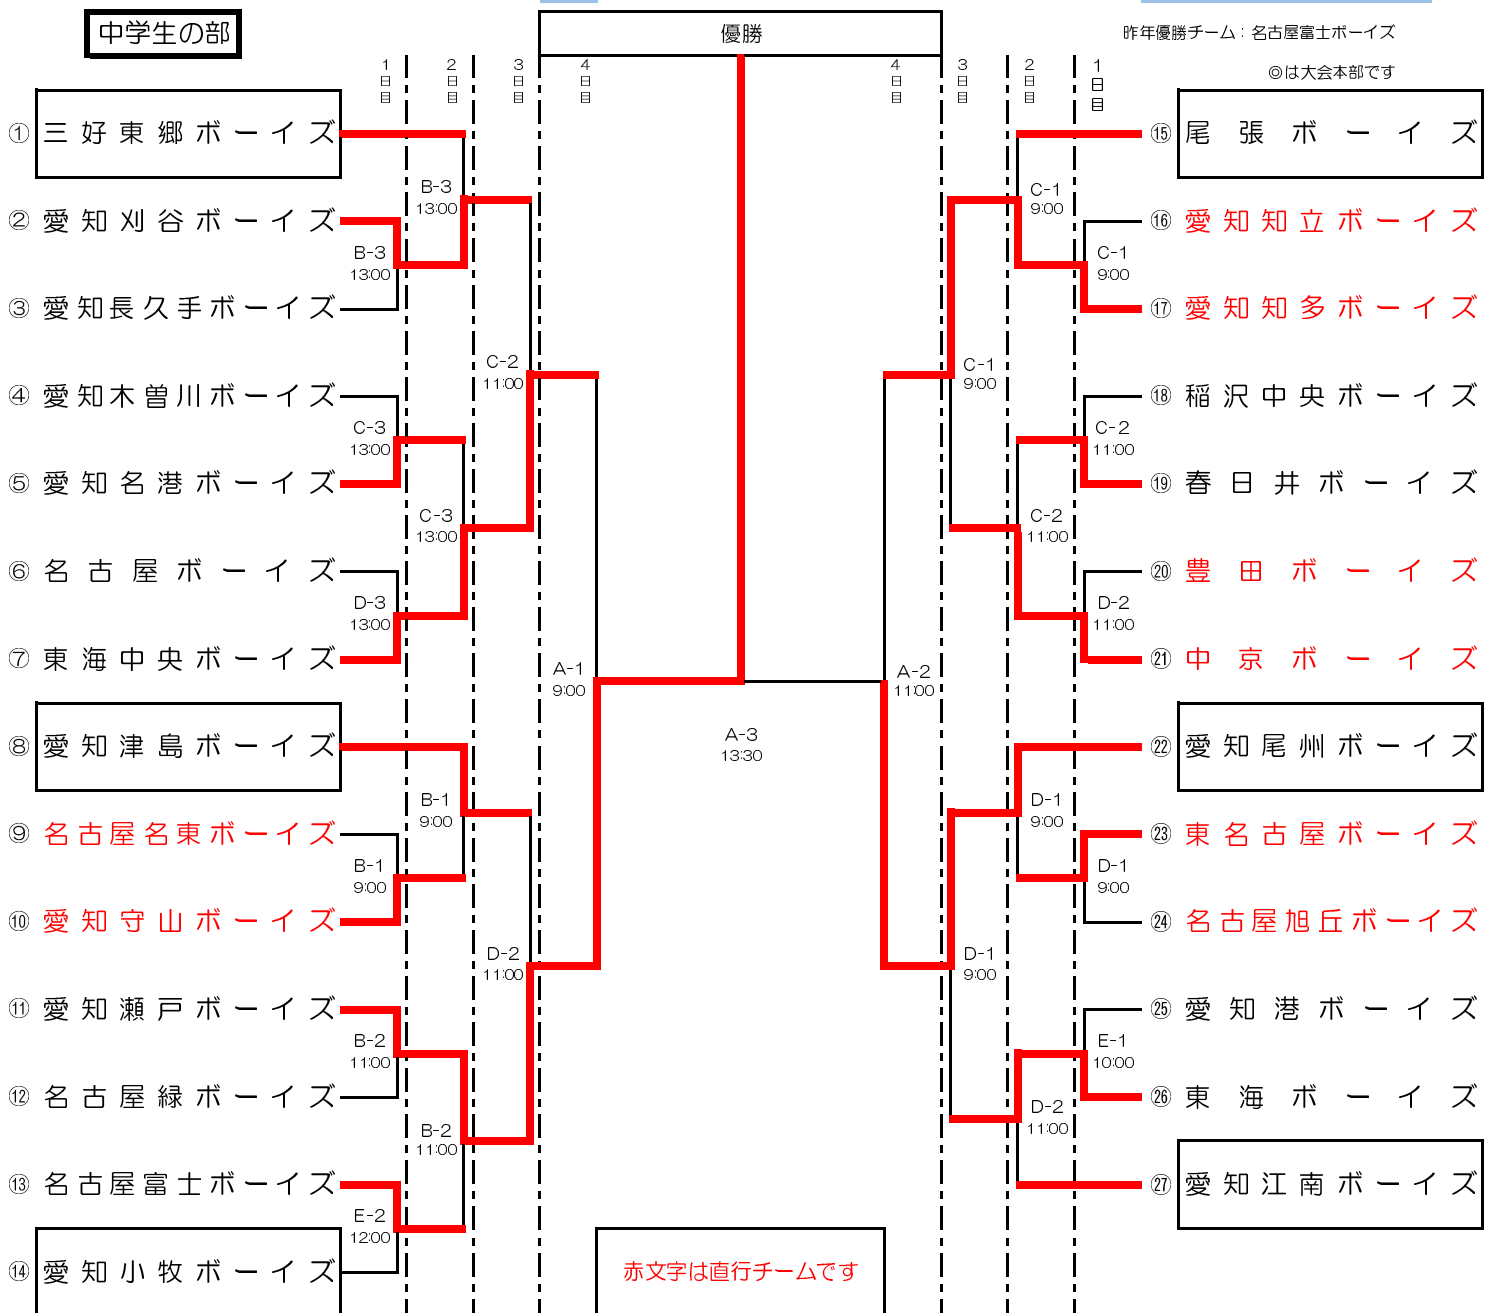 中学生の部
優勝
昨年優勝チーム：名古屋富士ボーイズ
◎は大会本部です
1日目
2日目
3日目
4日目
4日目
3日目
2日目
1日目
① 三好東郷ボーイズ
② 愛知刈谷ボーイズ
③ 愛知長久手ボーイズ
④ 愛知木曽川ボーイズ
⑤ 愛知名港ボーイズ
⑥ 名古屋ボーイズ
⑦ 東海中央ボーイズ
⑧ 愛知津島ボーイズ
⑨ 名古屋名東ボーイズ
⑩ 愛知守山ボーイズ
⑪ 愛知瀬戸ボーイズ
⑫ 名古屋緑ボーイズ
⑬ 名古屋富士ボーイズ
⑭ 愛知小牧ボーイズ
B-3
13:00
C-3
13:00
D-3
13:00
B-1
9:00
B-2
11:00
E-2
12:00
B-3
13:00
C-3
13:00
B-1
9:00
B-2
11:00
C-2
11:00
D-2
11:00
A-1
9:00
A-3
13:30
A-2
11:00
C-1
9:00
D-1
9:00
C-1
9:00
C-2
11:00
D-1
9:00
D-2
11:00
C-1
9:00
C-2
11:00
D-2
11:00
D-1
9:00
E-1
10:00
⑮ 尾張ボーイズ
⑯ 愛知知立ボーイズ
⑰ 愛知知多ボーイズ
⑱ 稲沢中央ボーイズ
⑲ 春日井ボーイズ
⑳ 豊田ボーイズ
㉑ 中京ボーイズ
㉒ 愛知尾州ボーイズ
㉓ 東名古屋ボーイズ
㉔ 名古屋旭丘ボーイズ
㉕ 愛知港ボーイズ
㉖ 東海ボーイズ
㉗ 愛知江南ボーイズ
赤文字は直行チームです